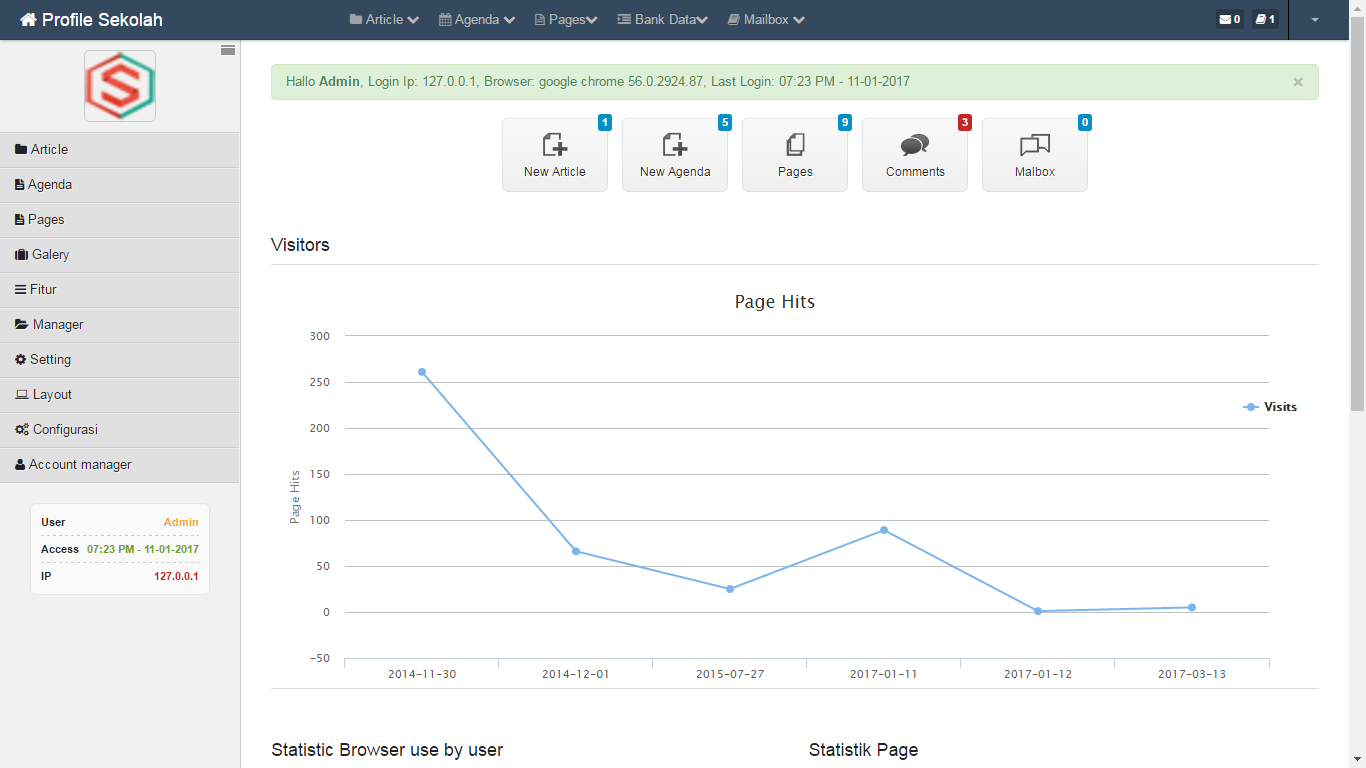 Profile Sekolah
Article
Agenda
Pages
Bank Data
Mailbox
0
1
Hallo Admin, Login Ip: 127.0.0.1, Browser: google chrome 56.0.2924.87, Last Login: 07:23 PM - 11-01-2017
×
1
5
9
3
0
New Article
New Agenda
Pages
Comments
Malbox
Article
Agenda
Pages
Galery
Fitur
Manager
Setting
Layout
Configurasi
Account manager
User Admin
Access 07:23 PM - 11-01-2017
IP 127.0.0.1
Visitors
Page Hits
300
250
200
150
100
50
0
−50
Page Hits
Visits
2014-11-30
2014-12-01
2015-07-27
2017-01-11
2017-01-12
2017-03-13
Statistic Browser use by user
Statistik Page